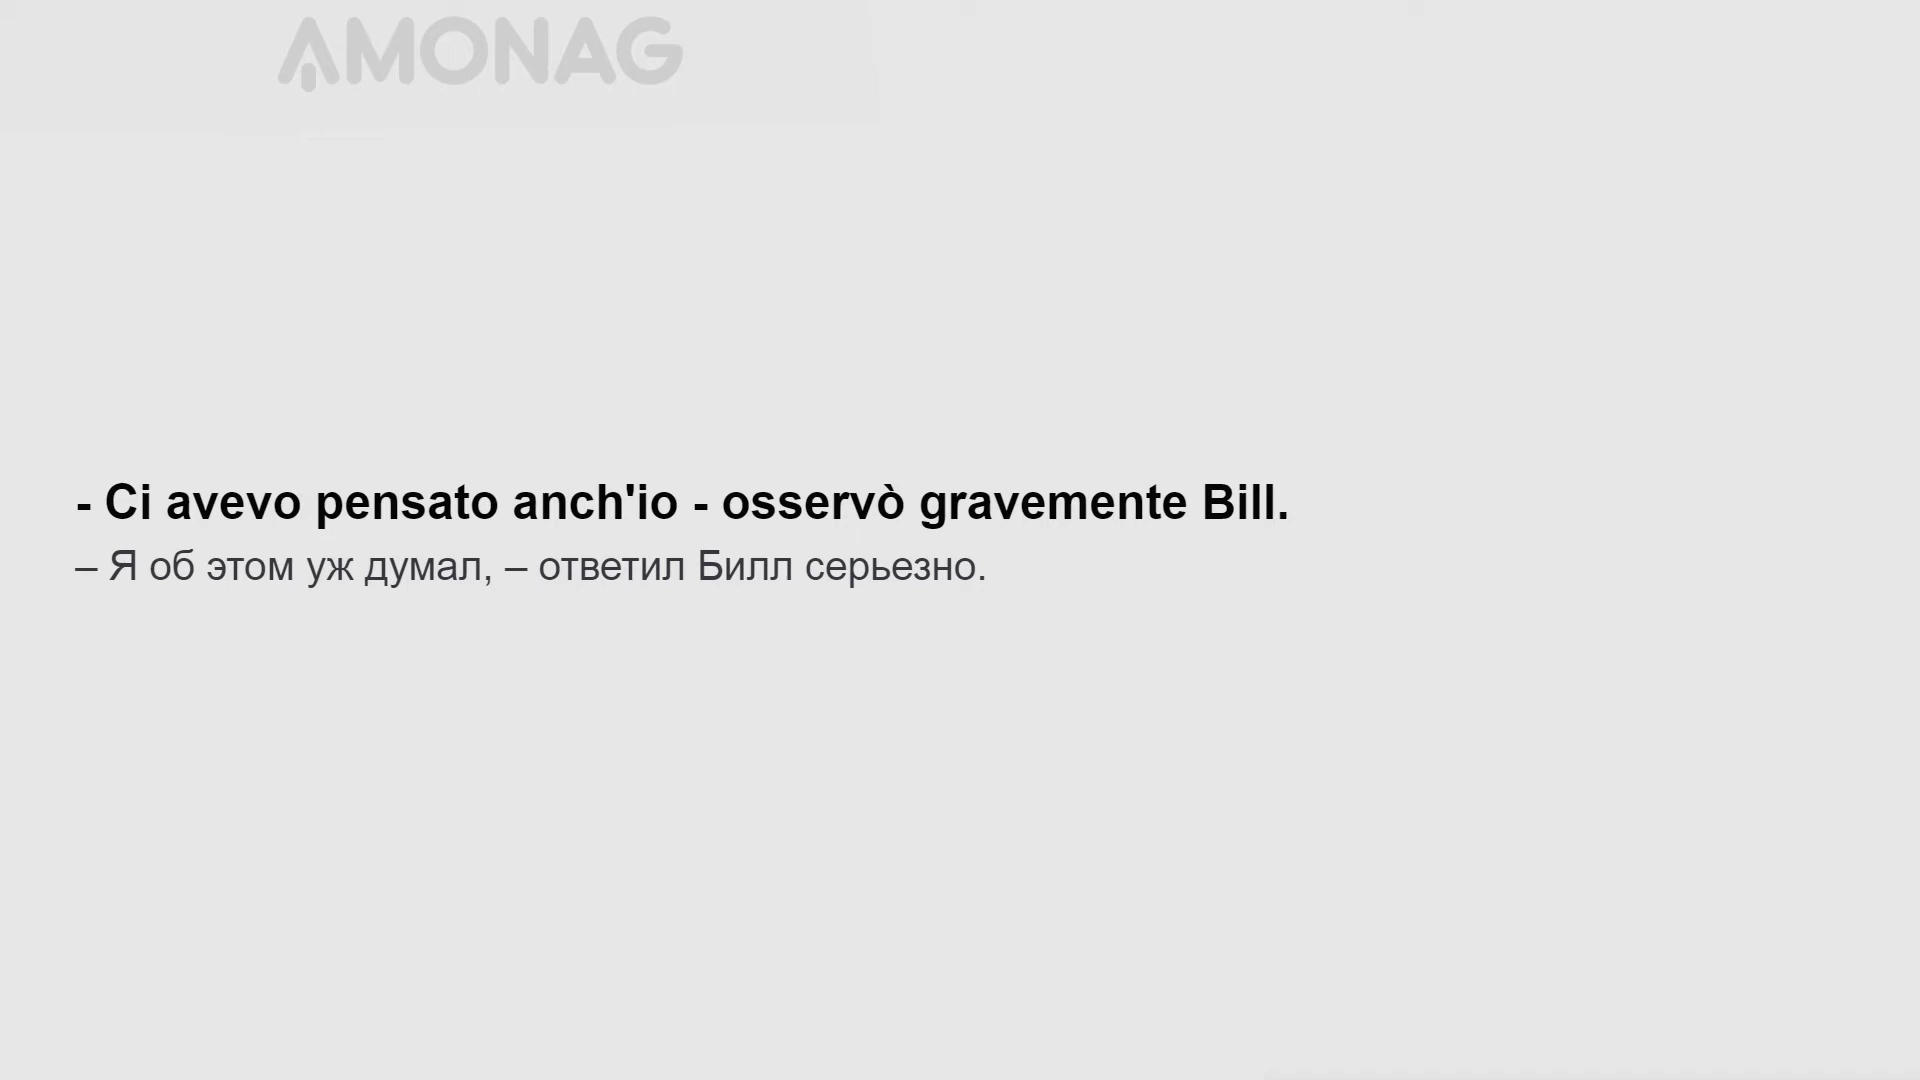 AMONAG
- Ci avevo pensato anch'io - osservò gravemente Bill.
– Я об этом уж думал, – ответил Билл серьезно.